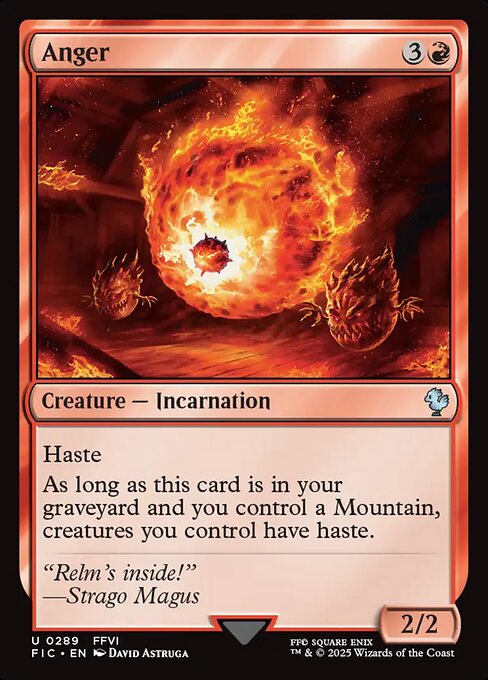 Anger 3
Creature — Incarnation
Haste
As long as this card is in your
graveyard and you control a Mountain,
creatures you control have haste.
“Relm’s inside!”
—Strago Magus
2/2
U 0289 FFVI
FIC • EN DAVID ASTRUGA
FF© SQUARE ENIX
™ & © 2025 Wizards of the Coast